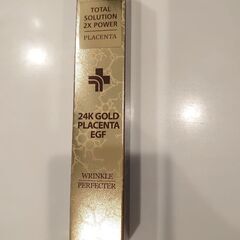 TOTAL
SOLUTION
2X POWER
PLACENTA
24K GOLD
PLACENTA
EGF
WRINKLE
PERFECTER